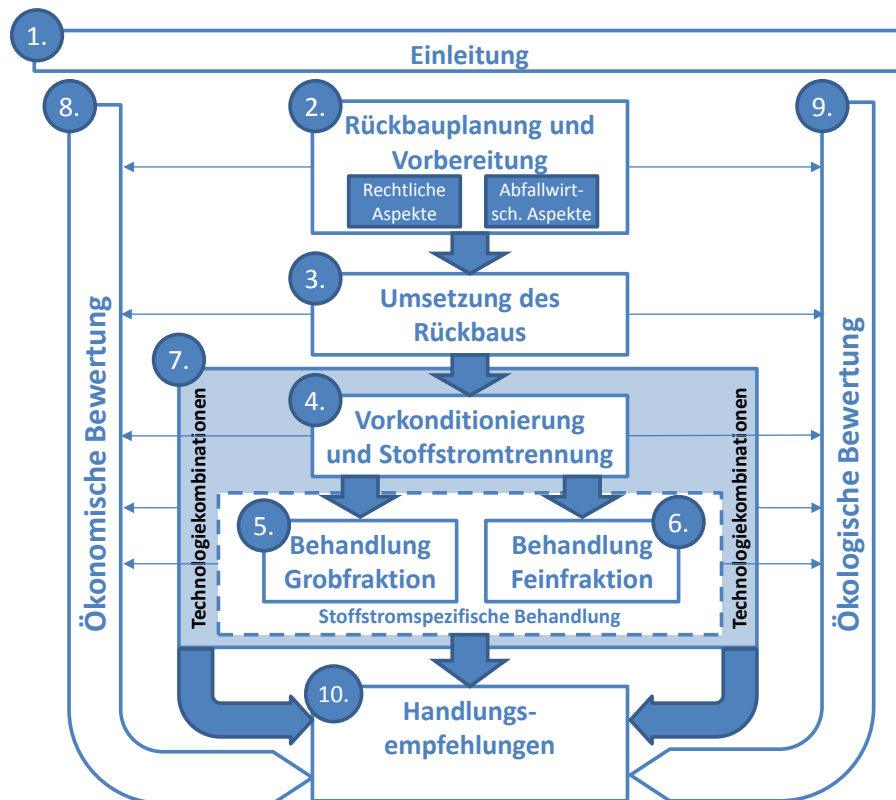 1.
Einleitung
8.
2.
9.
Rückbauplanung und
Vorbereitung
Rechtliche
Aspekte
Abfallwirt-
sch. Aspekte
3.
Umsetzung des
Rückbaus
7.
4.
Vorkonditionierung
und Stoffstromtrennung
5.
Behandlung
Grobfraktion
6.
Behandlung
Feinfraktion
Stoffstromspezifische Behandlung
Technologiekombinationen
Technologiekombinationen
Ökonomische Bewertung
Ökologische Bewertung
10.
Handlungs-
empfehlungen